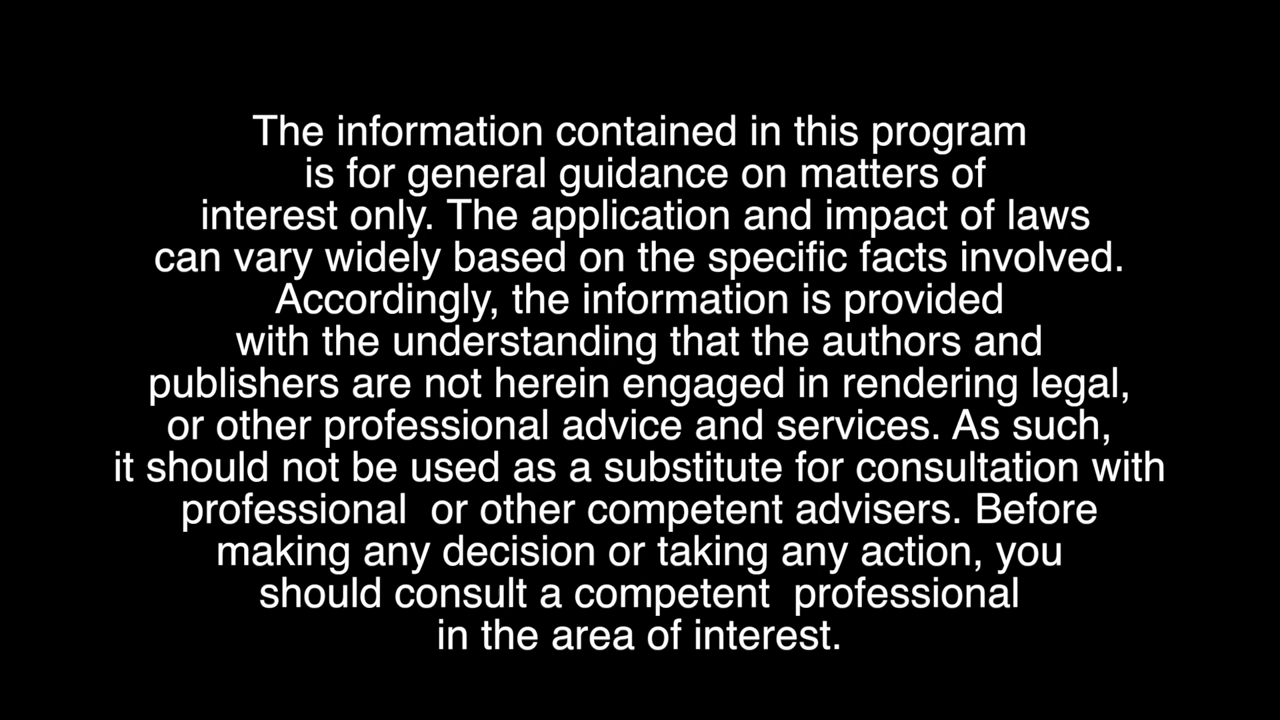 The information contained in this program
is for general guidance on matters of
interest only. The application and impact of laws
can vary widely based on the specific facts involved.
Accordingly, the information is provided
with the understanding that the authors and
publishers are not herein engaged in rendering legal,
or other professional advice and services. As such,
it should not be used as a substitute for consultation with
professional  or other competent advisers. Before
making any decision or taking any action, you
should consult a competent  professional
in the area of interest.